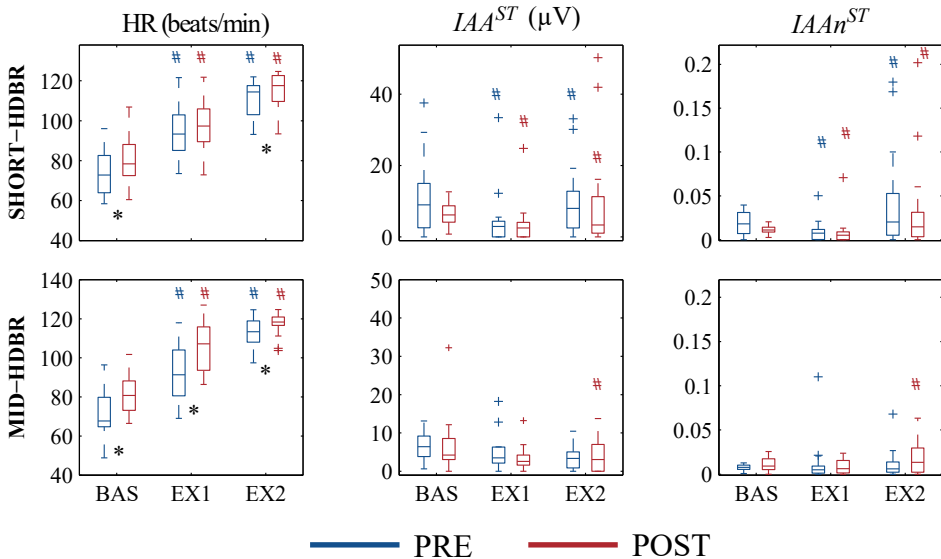 HR (beats/min)
IAA^ST (µV)
IAAn^ST
SHORT−HDBR
120
100
80
60
40
# # # #
* *
40
20
0
# # # #
0.2
0.15
0.1
0.05
0
# # # #
MID−HDBR
140
120
100
80
60
40
# # # #
* * *
BAS EX1 EX2
50
40
30
20
10
0
#
BAS EX1 EX2
0.2
0.15
0.1
0.05
0
#
BAS EX1 EX2
PRE POST